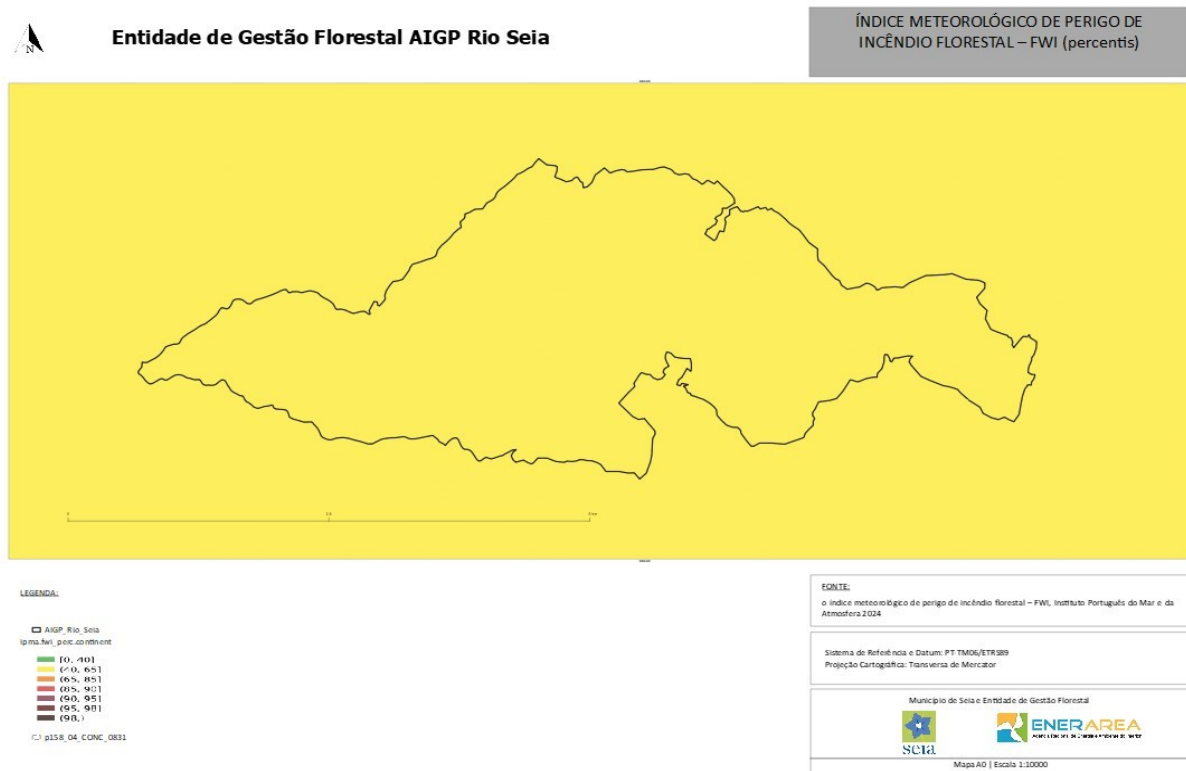 N
Entidade de Gestão Florestal AIGP Rio Seia
ÍNDICE METEOROLÓGICO DE PERIGO DE
INCÊNDIO FLORESTAL – FWI (percentis)
LEGENDA:
AIGP_Rio_Seia
ipma.fwi_perc.continent
[0, 40]
(40, 65]
(65, 85]
(85, 90]
(90, 95]
(95, 98]
(98,)
p158_04_CONC_0831
FONTE:
o índice meteorológico de perigo de incêndio florestal – FWI, Instituto Português do Mar e da
Atmosfera 2024
Sistema de Referência e Datum: PT-TM06/ETRS89
Projeção Cartográfica: Transversa de Mercator
Município de Seia e Entidade de Gestão Florestal
seia
ENERAREA
Mapa A0 | Escala 1:10000